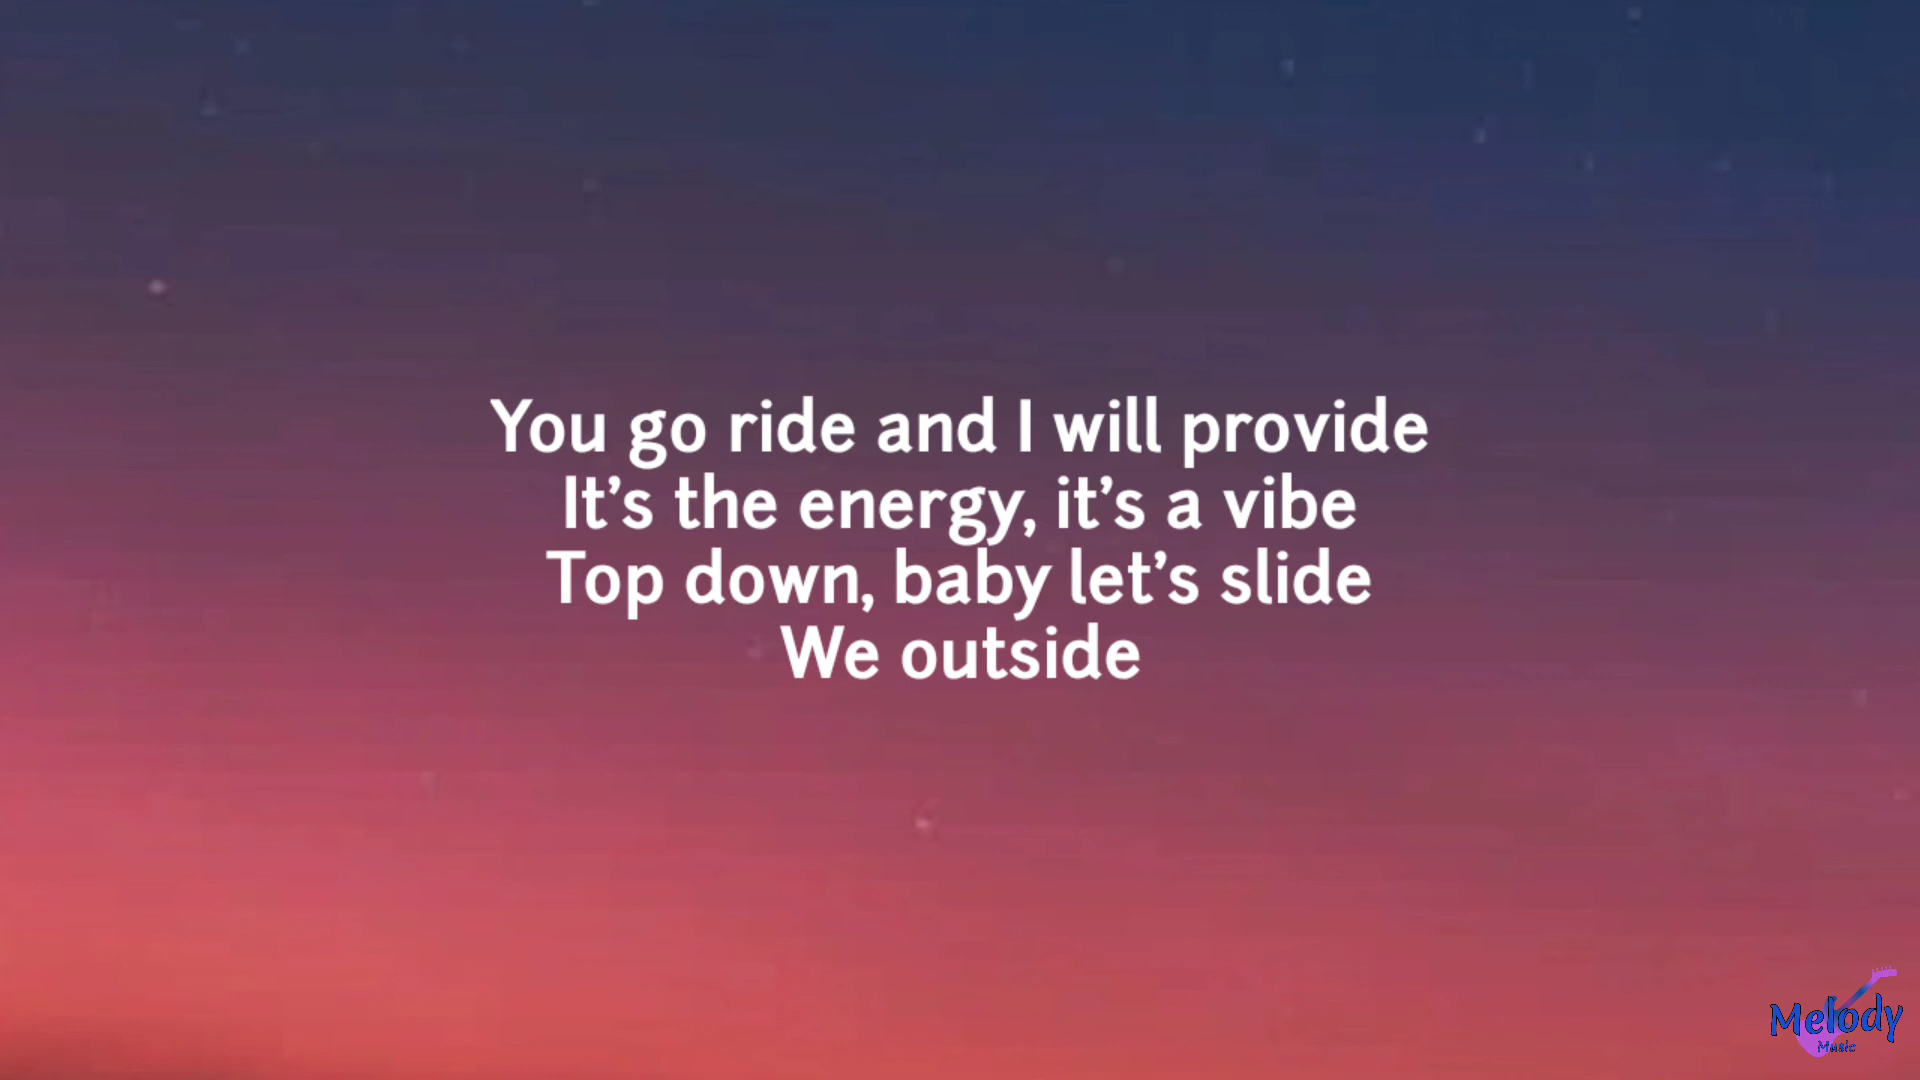 You go ride and I will provide
It’s the energy, it’s a vibe
Top down, baby let’s slide
We outside
Melody
Music